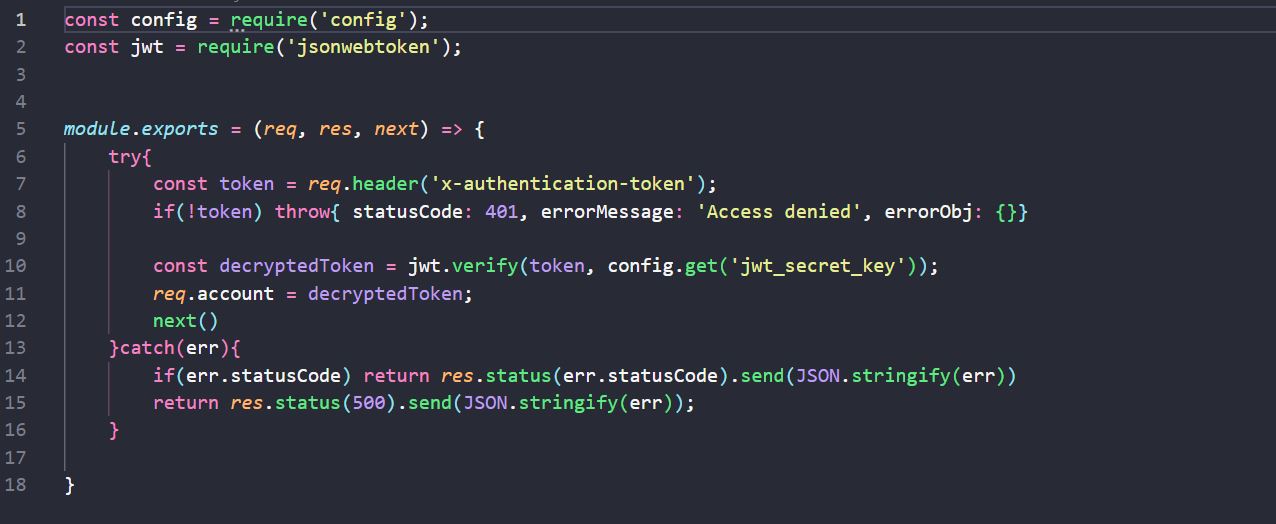 1 const config = require('config');
2 const jwt = require('jsonwebtoken');
3
4
5 module.exports = (req, res, next) => {
6     try{
7         const token = req.header('x-authentication-token');
8         if(!token) throw{ statusCode: 401, errorMessage: 'Access denied', errorObj: {}}
9
10         const decryptedToken = jwt.verify(token, config.get('jwt_secret_key'));
11         req.account = decryptedToken;
12         next()
13     }catch(err){
14         if(err.statusCode) return res.status(err.statusCode).send(JSON.stringify(err))
15         return res.status(500).send(JSON.stringify(err));
16     }
17
18 }